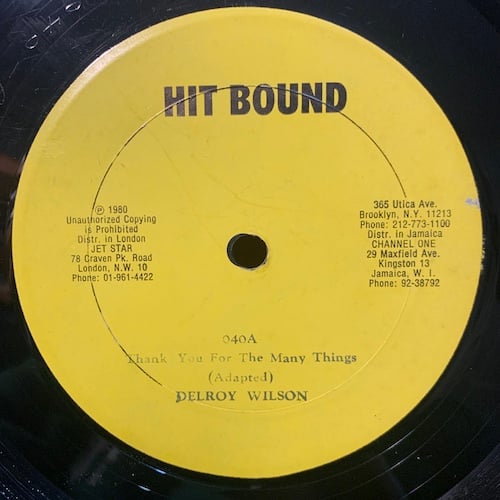 HIT BOUND
℗ 1980
Unauthorized Copying
is Prohibited
Distr. in London
JET STAR
78 Craven Pk. Road
London, N.W. 10
Phone: 01-961-4422
365 Utica Ave.
Brooklyn, N.Y. 11213
Phone: 212-773-1100
Distr. in Jamaica
CHANNEL ONE
29 Maxfield Ave.
Kingston 13
Jamaica, W. I.
Phone: 92-38792
040A
Thank You For The Many Things
(Adapted)
DELROY WILSON